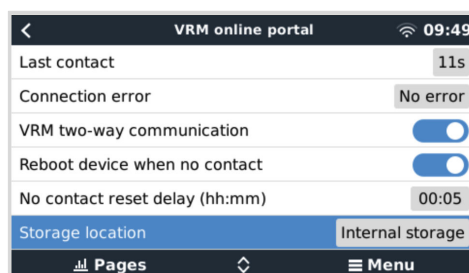 VRM online portal 09:49
Last contact 11s
Connection error No error
VRM two-way communication
Reboot device when no contact
No contact reset delay (hh:mm) 00:05
Storage location Internal storage
Pages Menu